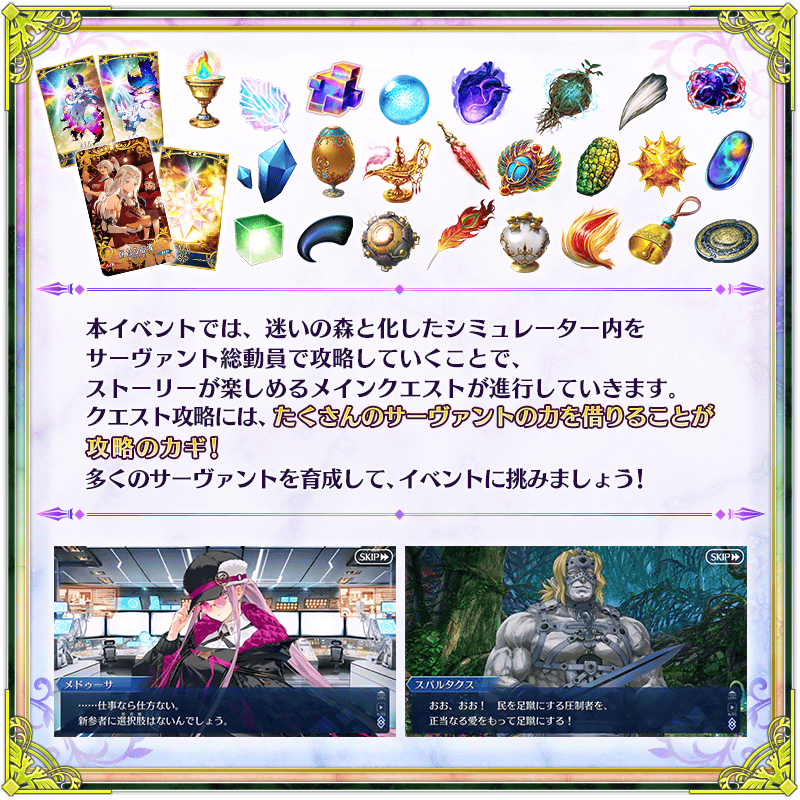 本イベントでは、迷いの森と化したシミュレーター内を
サーヴァント総動員で攻略していくことで、
ストーリーが楽しめるメインクエストが進行していきます。
クエスト攻略には、たくさんのサーヴァントの力を借りることが
攻略のカギ！
多くのサーヴァントを育成して、イベントに挑みましょう！
SKIP
メドゥーサ
……仕事なら仕方ない。
新参者に選択肢はないんでしょう。
SKIP
スパルタクス
おお、おお！　民を足蹴にする圧制者を、
正当なる愛をもって足蹴にする！